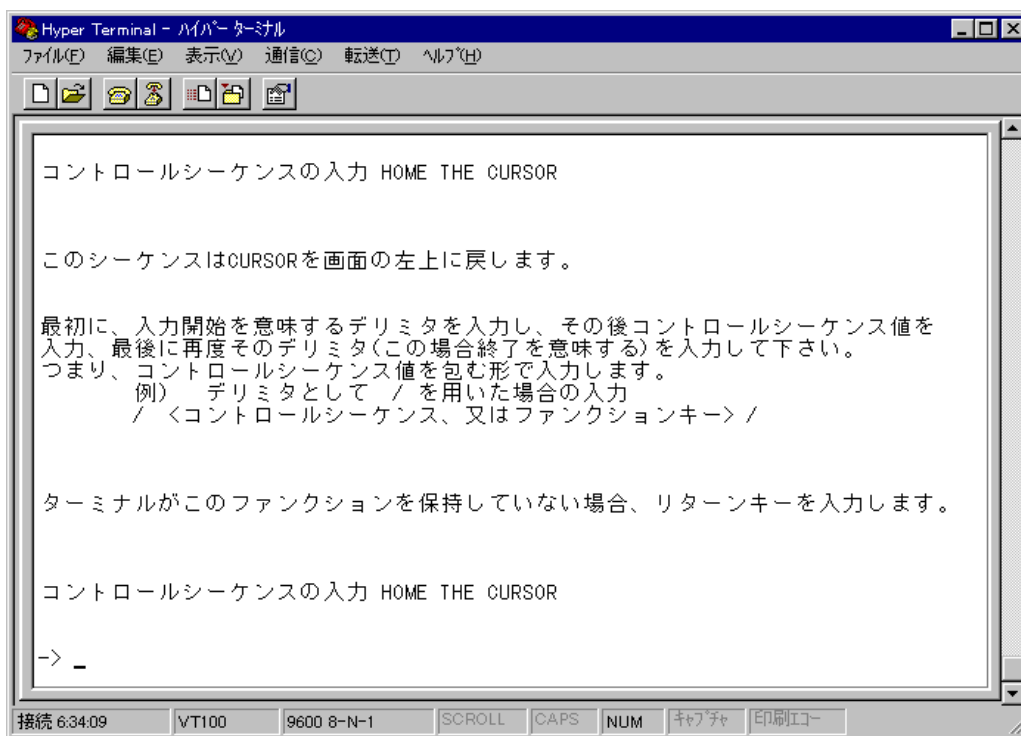 Hyper Terminal - ハイパー ターミナル
ファイル(F) 編集(E) 表示(V) 通信(C) 転送(T) ヘルプ(H)
コントロールシーケンスの入力 HOME THE CURSOR
このシーケンスはCURSORを画面の左上に戻します。
最初に、入力開始を意味するデリミタを入力し、その後コントロールシーケンス値を
入力、最後に再度そのデリミタ(この場合終了を意味する)を入力して下さい。
つまり、コントロールシーケンス値を包む形で入力します。
例) デリミタとして / を用いた場合の入力
/ <コントロールシーケンス、又はファンクションキー> /
ターミナルがこのファンクションを保持していない場合、リターンキーを入力します。
コントロールシーケンスの入力 HOME THE CURSOR
-> _
接続 6:34:09 VT100 9600 8-N-1 SCROLL CAPS NUM キャプチャ 印刷エコー